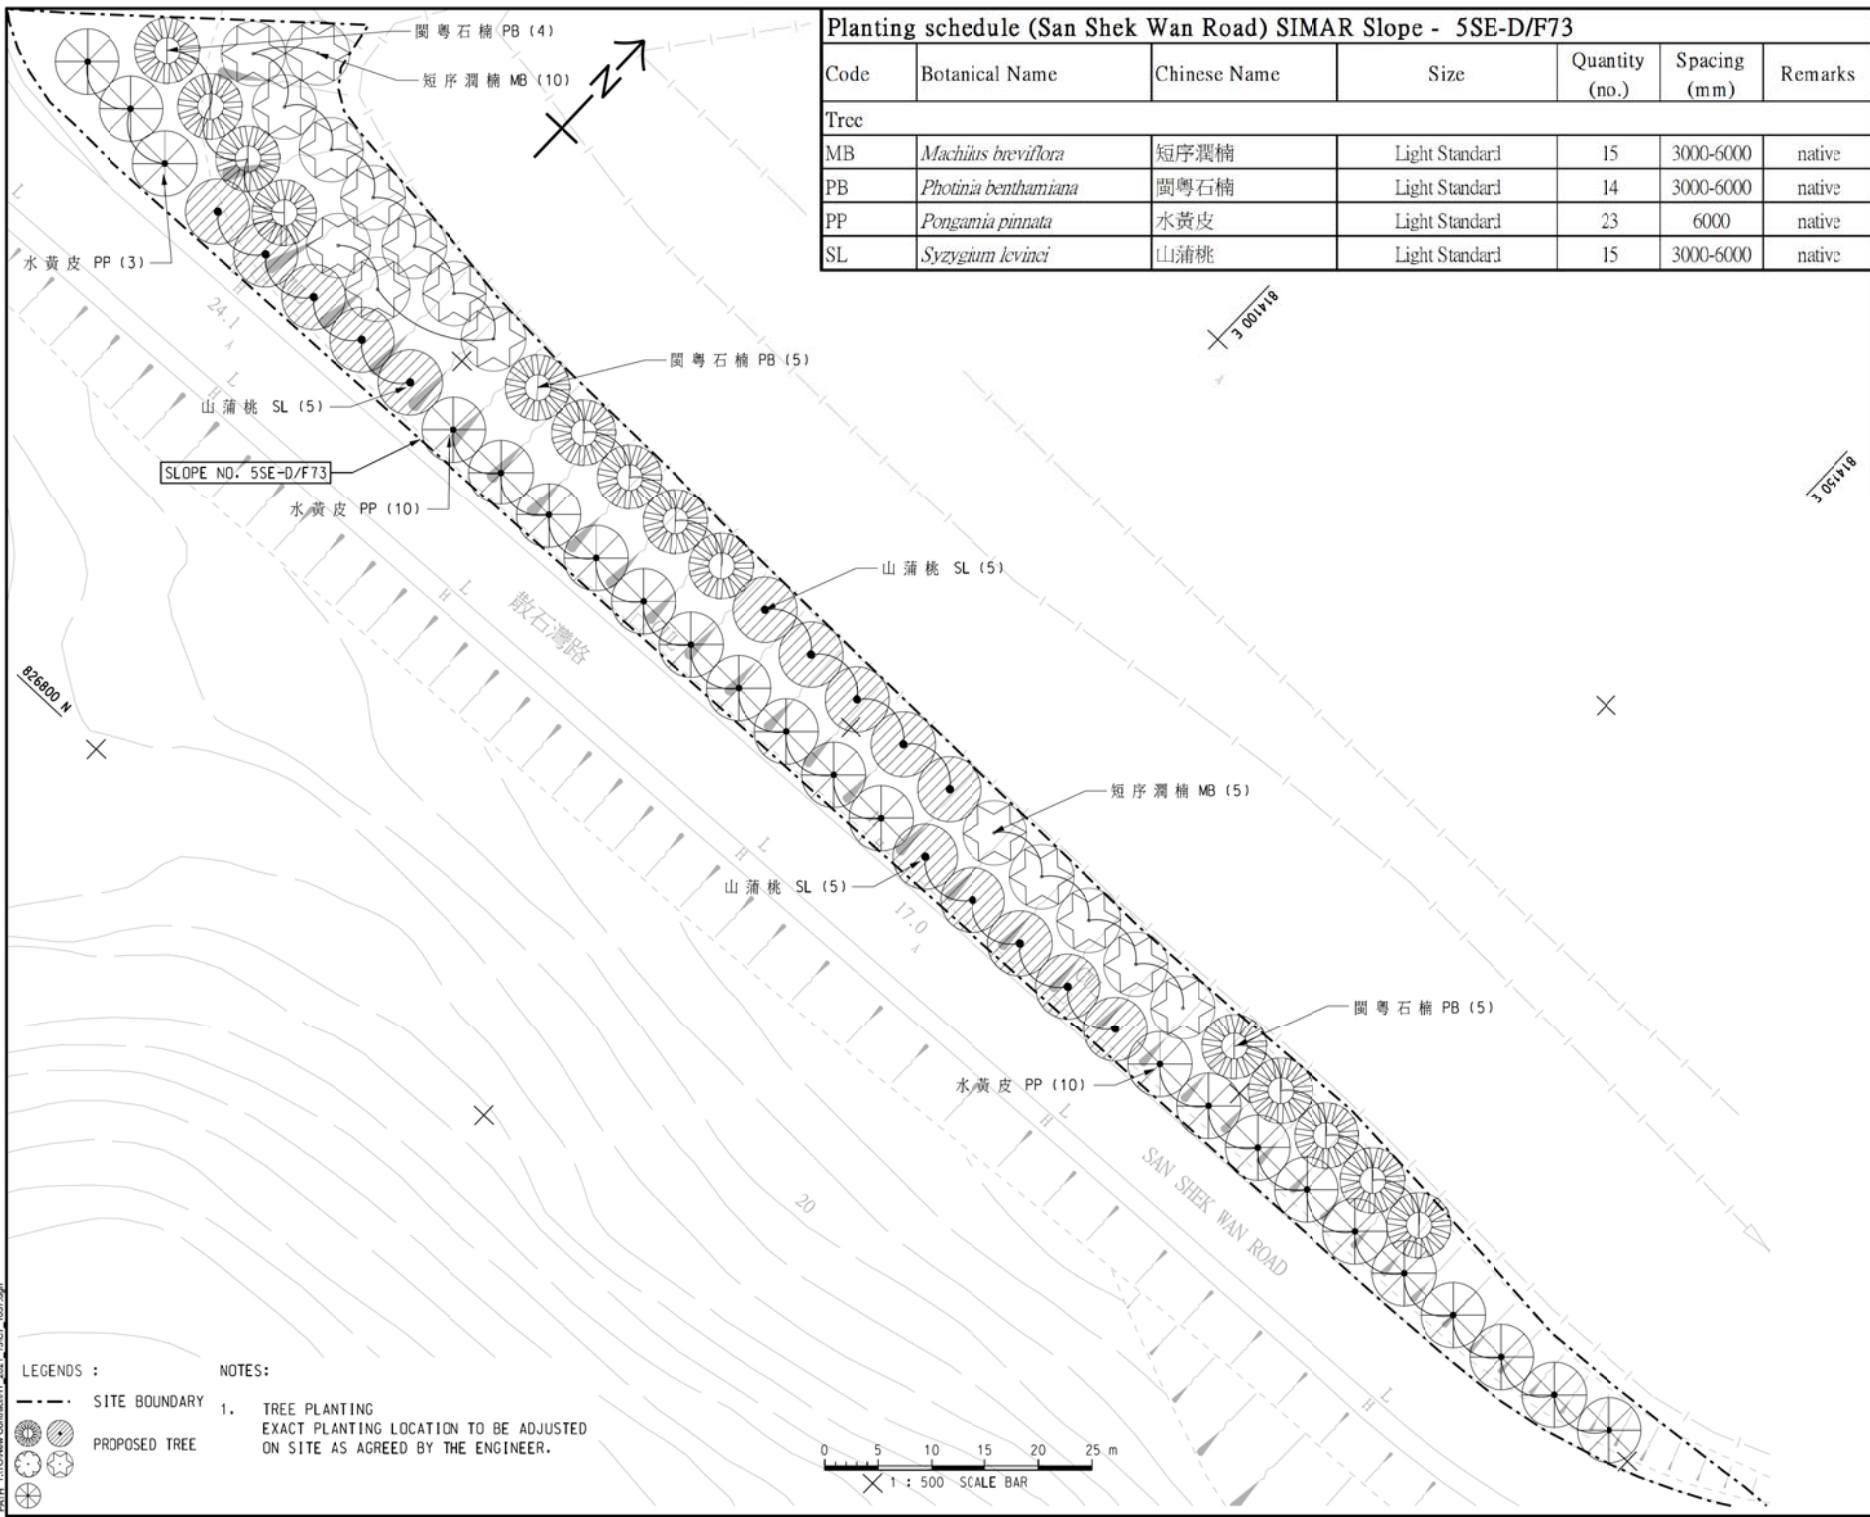 Planting schedule (San Shek Wan Road) SIMAR Slope - 5SE-D/F73
Code Botanical Name Chinese Name Size Quantity (no.) Spacing (mm) Remarks
Tree
MB Machilus breviflora 短序潤楠 Light Standard 15 3000-6000 native
PB Photinia benthamiana 閩粵石楠 Light Standard 14 3000-6000 native
PP Pongamia pinnata 水黃皮 Light Standard 23 6000 native
SL Syzygium levinei 山蒲桃 Light Standard 15 3000-6000 native
閩粵石楠 PB (4)
短序潤楠 MB (10)
N
水黃皮 PP (3)
L
H
24.1
814100 E
閩粵石楠 PB (5)
L
H
山蒲桃 SL (5)
814150 E
SLOPE NO. 5SE-D/F73
水黃皮 PP (10)
山蒲桃 SL (5)
L
H
散石灣路
826800 N
短序潤楠 MB (5)
L
H
山蒲桃 SL (5)
17.0
閩粵石楠 PB (5)
水黃皮 PP (10)
L
H
SAN SHEK WAN ROAD
20
L
H
LEGENDS :
SITE BOUNDARY
PROPOSED TREE
NOTES:
1. TREE PLANTING
EXACT PLANTING LOCATION TO BE ADJUSTED
ON SITE AS AGREED BY THE ENGINEER.
0 5 10 15 20 25 m
1 : 500 SCALE BAR